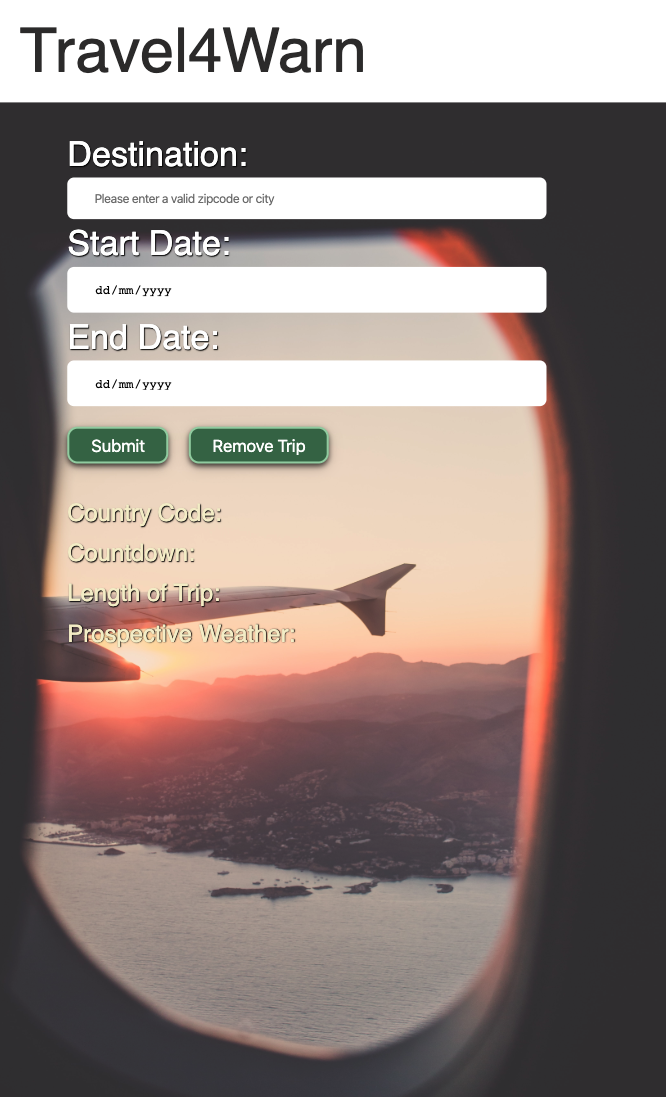 Travel4Warn
Destination:
Please enter a valid zipcode or city
Start Date:
dd/mm/yyyy
End Date:
dd/mm/yyyy
Submit Remove Trip
Country Code:
Countdown:
Length of Trip:
Prospective Weather: